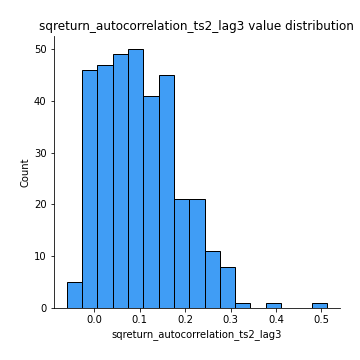 sqreturn_autocorrelation_ts2_lag3 value distribution
50
40
30
20
10
0
Count
0.0 0.1 0.2 0.3 0.4 0.5
sqreturn_autocorrelation_ts2_lag3